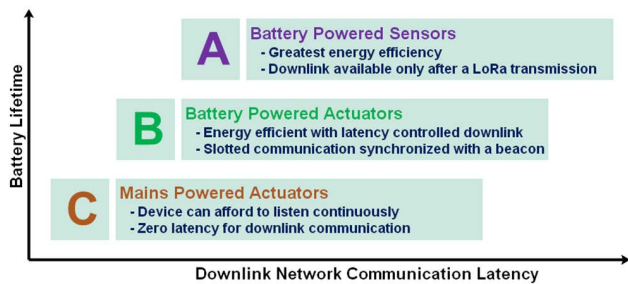 A
Battery Powered Sensors
- Greatest energy efficiency
- Downlink available only after a LoRa transmission
B
Battery Powered Actuators
- Energy efficient with latency controlled downlink
- Slotted communication synchronized with a beacon
C
Mains Powered Actuators
- Device can afford to listen continuously
- Zero latency for downlink communication
Battery Lifetime
Downlink Network Communication Latency